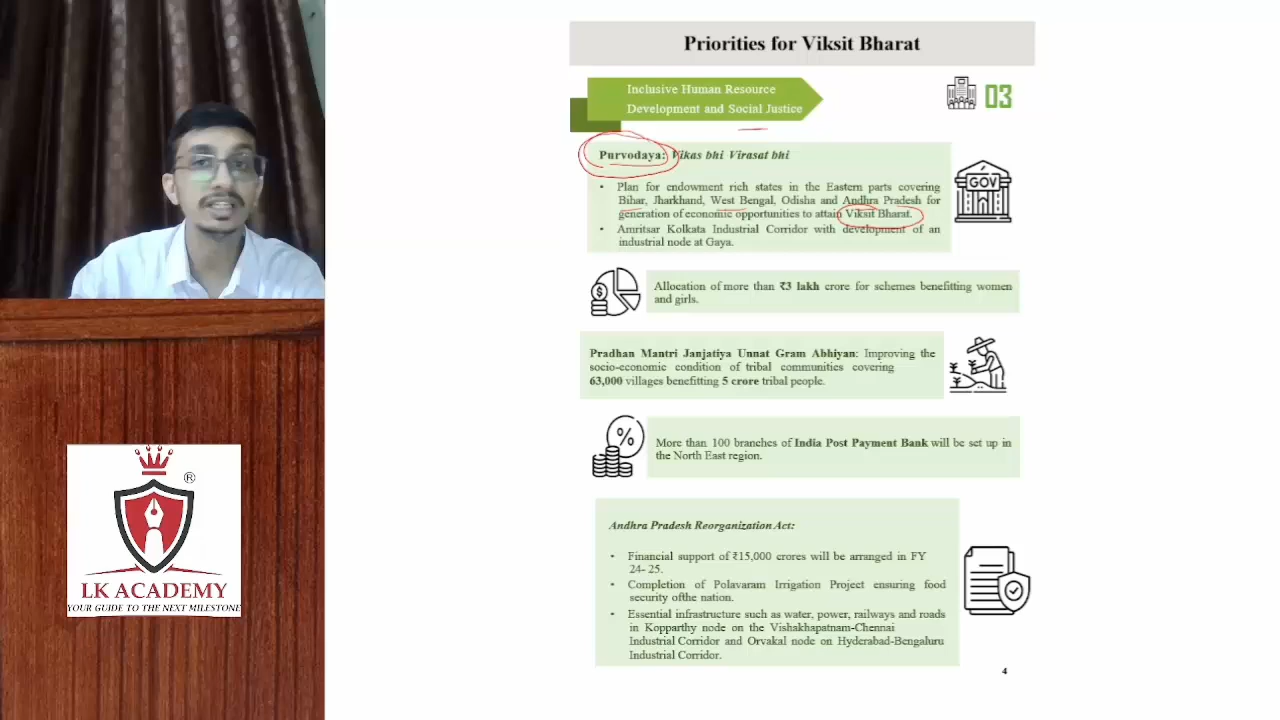 Priorities for Viksit Bharat
Inclusive Human Resource
Development and Social Justice
03
Purvodaya: Vikas bhi Virasat bhi
• Plan for endowment rich states in the Eastern parts covering
Bihar, Jharkhand, West Bengal, Odisha and Andhra Pradesh for
generation of economic opportunities to attain Viksit Bharat.
• Amritsar Kolkata Industrial Corridor with development of an
industrial node at Gaya.
GOV
$
Allocation of more than ₹3 lakh crore for schemes benefitting women
and girls.
Pradhan Mantri Janjatiya Unnat Gram Abhiyan: Improving the
socio-economic condition of tribal communities covering
63,000 villages benefitting 5 crore tribal people.
%
More than 100 branches of India Post Payment Bank will be set up in
the North East region.
Andhra Pradesh Reorganization Act:
• Financial support of ₹15,000 crores will be arranged in FY
24- 25.
• Completion of Polavaram Irrigation Project ensuring food
security ofthe nation.
• Essential infrastructure such as water, power, railways and roads
in Kopparthy node on the Vishakhapatnam-Chennai
Industrial Corridor and Orvakal node on Hyderabad-Bengaluru
Industrial Corridor.
4
®
LK ACADEMY
YOUR GUIDE TO THE NEXT MILESTONE